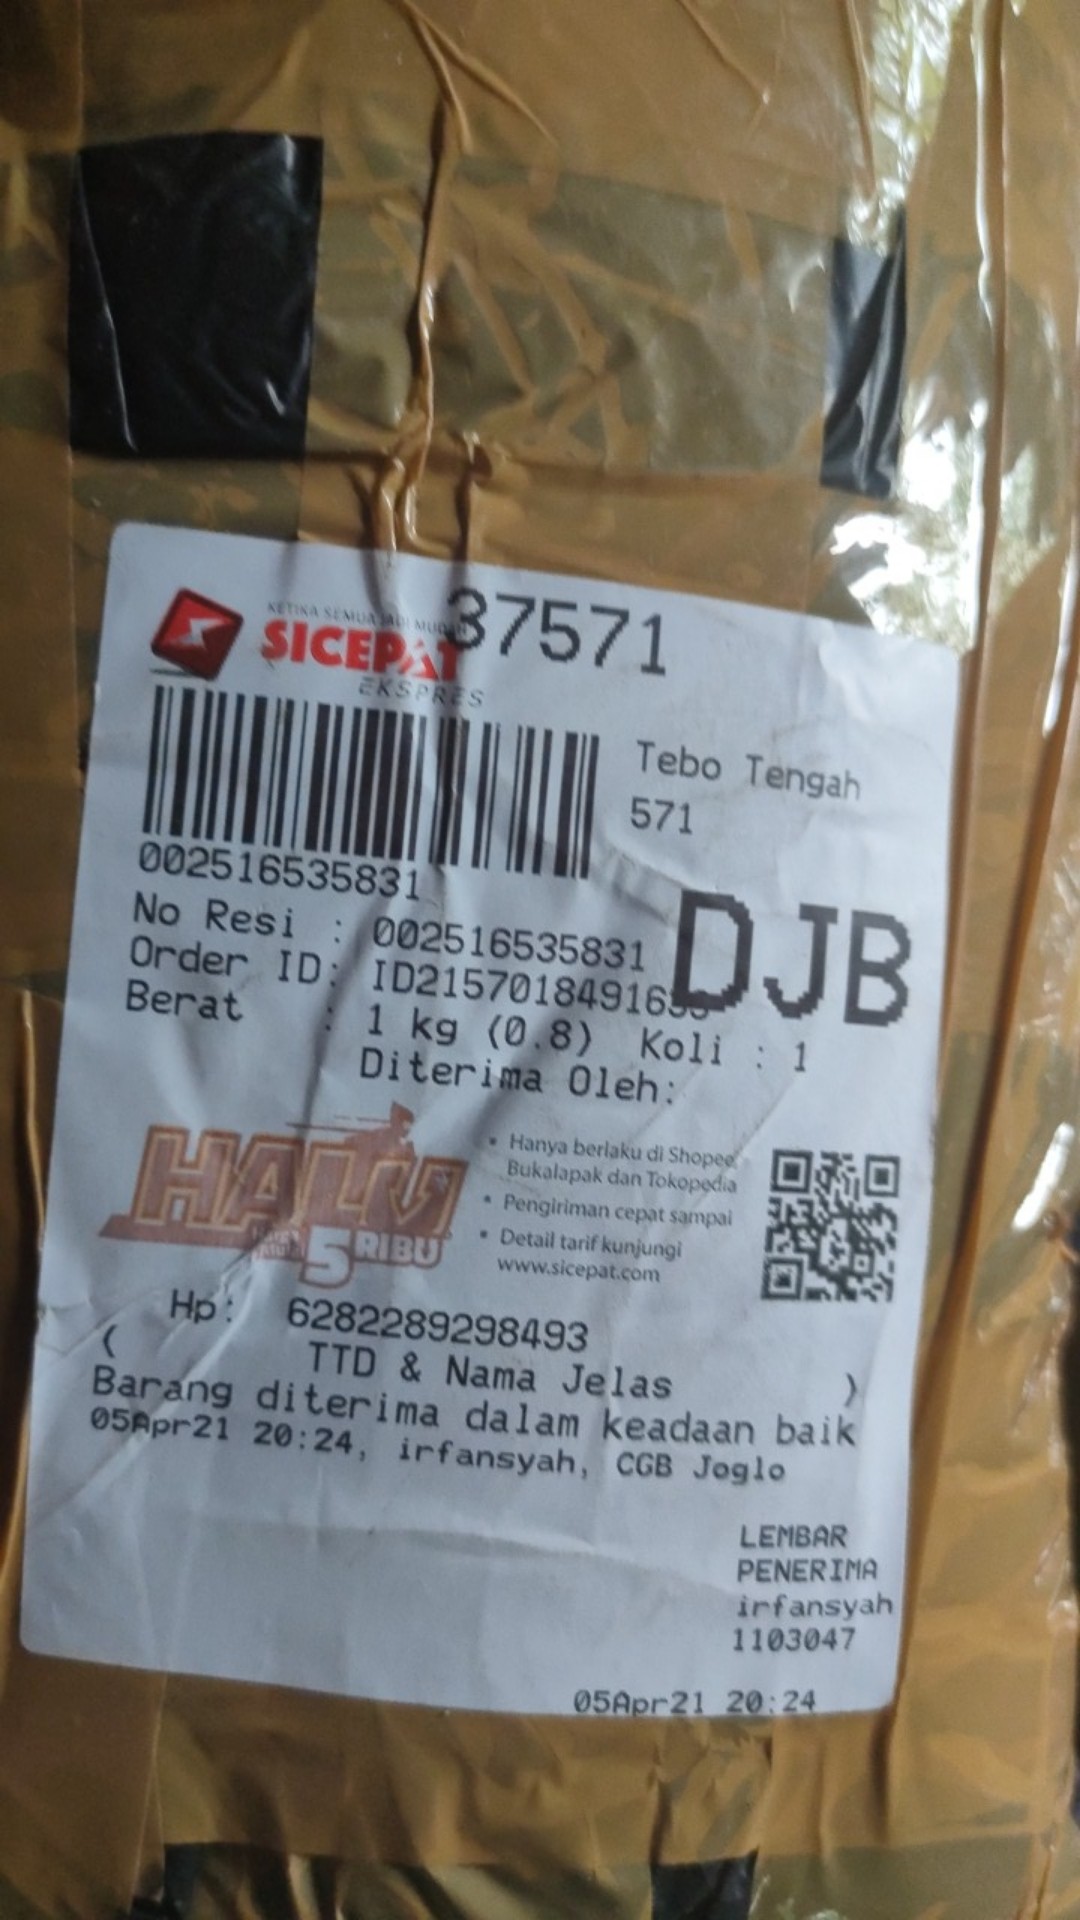 37571
KETIKA SEMUA JADI MUDAH
SICEPAT
EKSPRES
Tebo Tengah
571
002516535831
DJB
No Resi : 002516535831
Order ID:
Berat : 1 kg (0.8) Koli : 1
Diterima Oleh:
HALU
5 RIBU
• Hanya berlaku di Shopee,
Bukalapak dan Tokopedia
• Pengiriman cepat sampai
• Detail tarif kunjungi
www.sicepat.com
Hp: 6282289298493
( TTD & Nama Jelas )
Barang diterima dalam keadaan baik
05Apr21 20:24, irfansyah, CGB Joglo
LEMBAR
PENERIMA
irfansyah
1103047
05Apr21 20:24